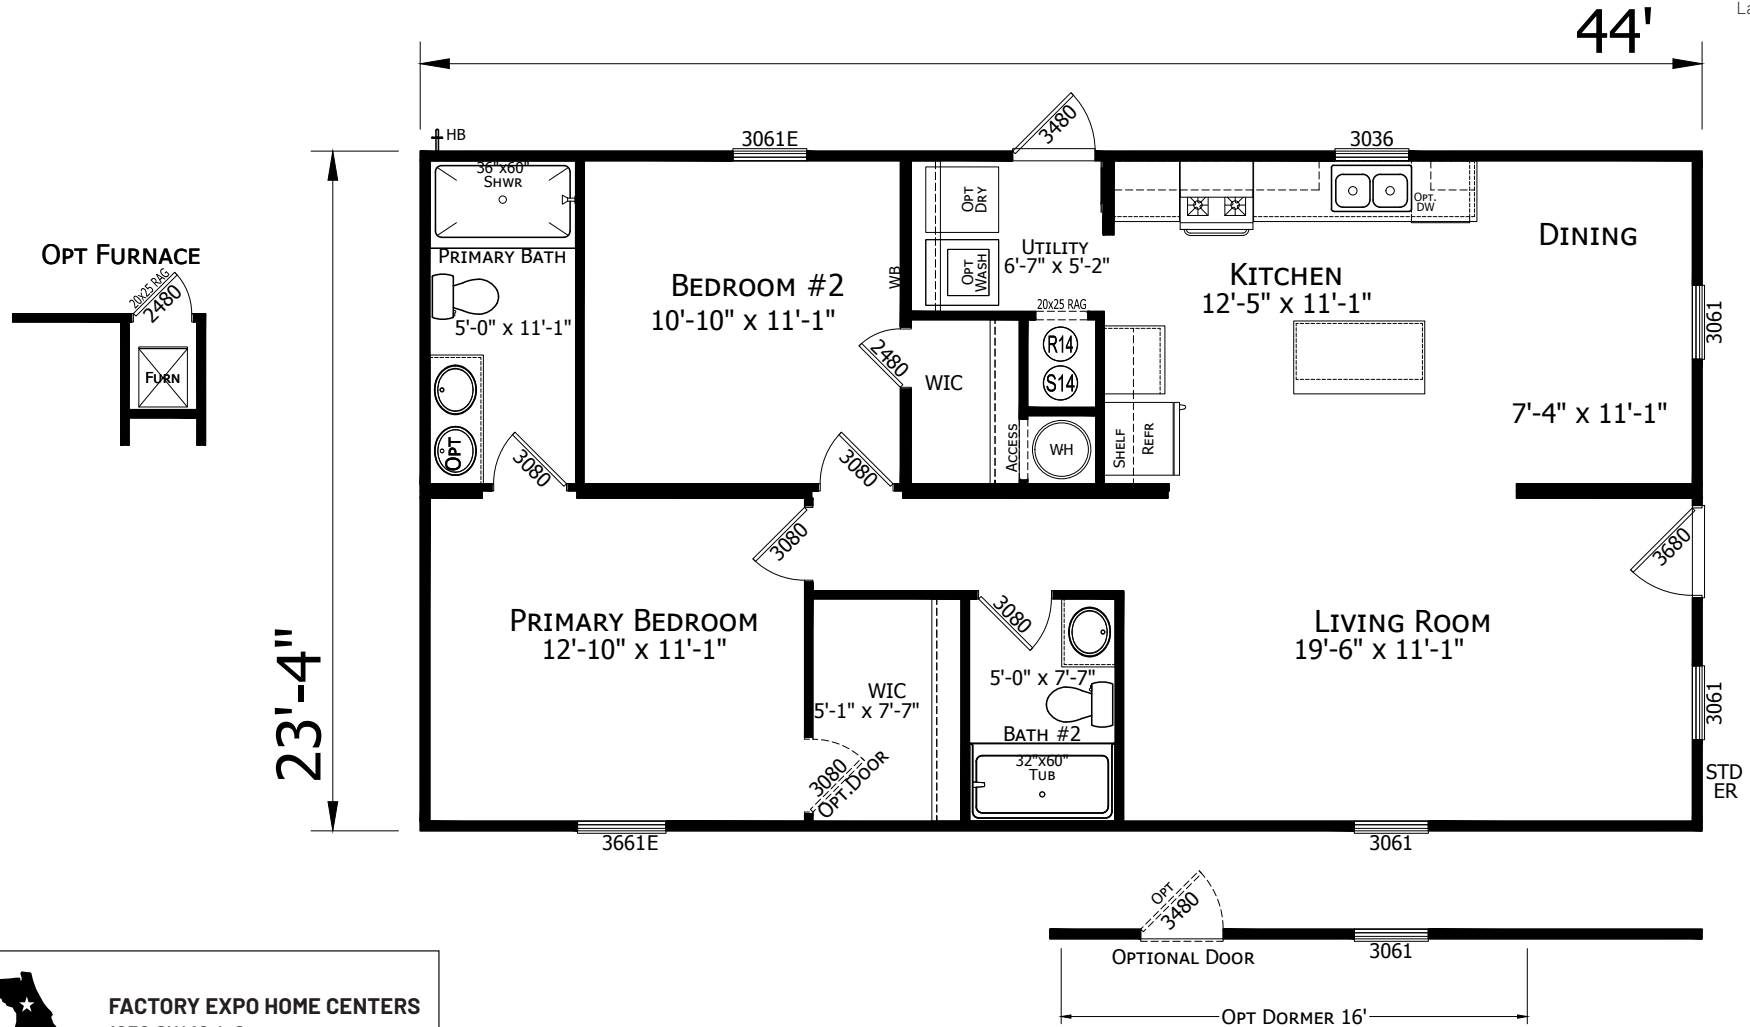 La
44'
HB
3061E
3480
3036
36"x60"
SHWR
OPT
DRY
OPT.
DW
DINING
UTILITY
6'-7" x 5'-2"
OPT FURNACE
20x25 RAG
2480
PRIMARY BATH
WB
OPT
WASH
KITCHEN
12'-5" x 11'-1"
BEDROOM #2
10'-10" x 11'-1"
5'-0" x 11'-1"
20x25 RAG
3061
R14
S14
2480
WIC
FURN
7'-4" x 11'-1"
OPT
3080
3080
ACCESS
WH
SHELF
REFR
3080
3680
23'-4"
PRIMARY BEDROOM
12'-10" x 11'-1"
3080
LIVING ROOM
19'-6" x 11'-1"
5'-0" x 7'-7"
WIC
5'-1" x 7'-7"
3061
BATH #2
32"x60"
TUB
3080
OPT.DOOR
STD
ER
3661E
3061
OPT
3480
OPTIONAL DOOR
3061
OPT DORMER 16'
FACTORY EXPO HOME CENTERS